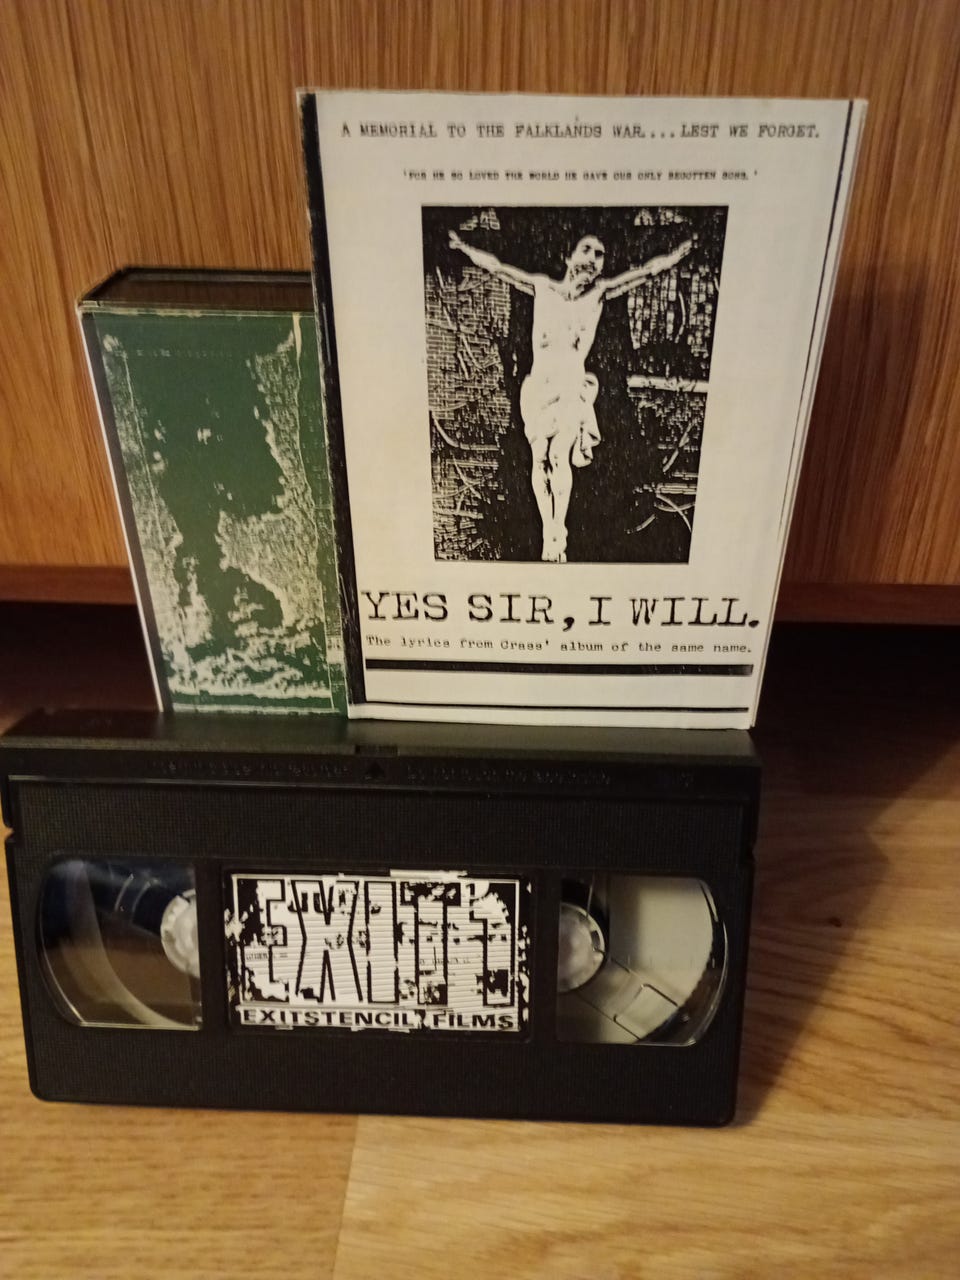 A MEMORIAL TO THE FALKLANDS WAR....LEST WE FORGET.
'FOR HE SO LOVED THE WORLD HE GAVE OUR ONLY BEGOTTEN SONS.'
YES SIR, I WILL.
The lyrics from Crass' album of the same name.
EXIT
EXITSTENCIL FILMS